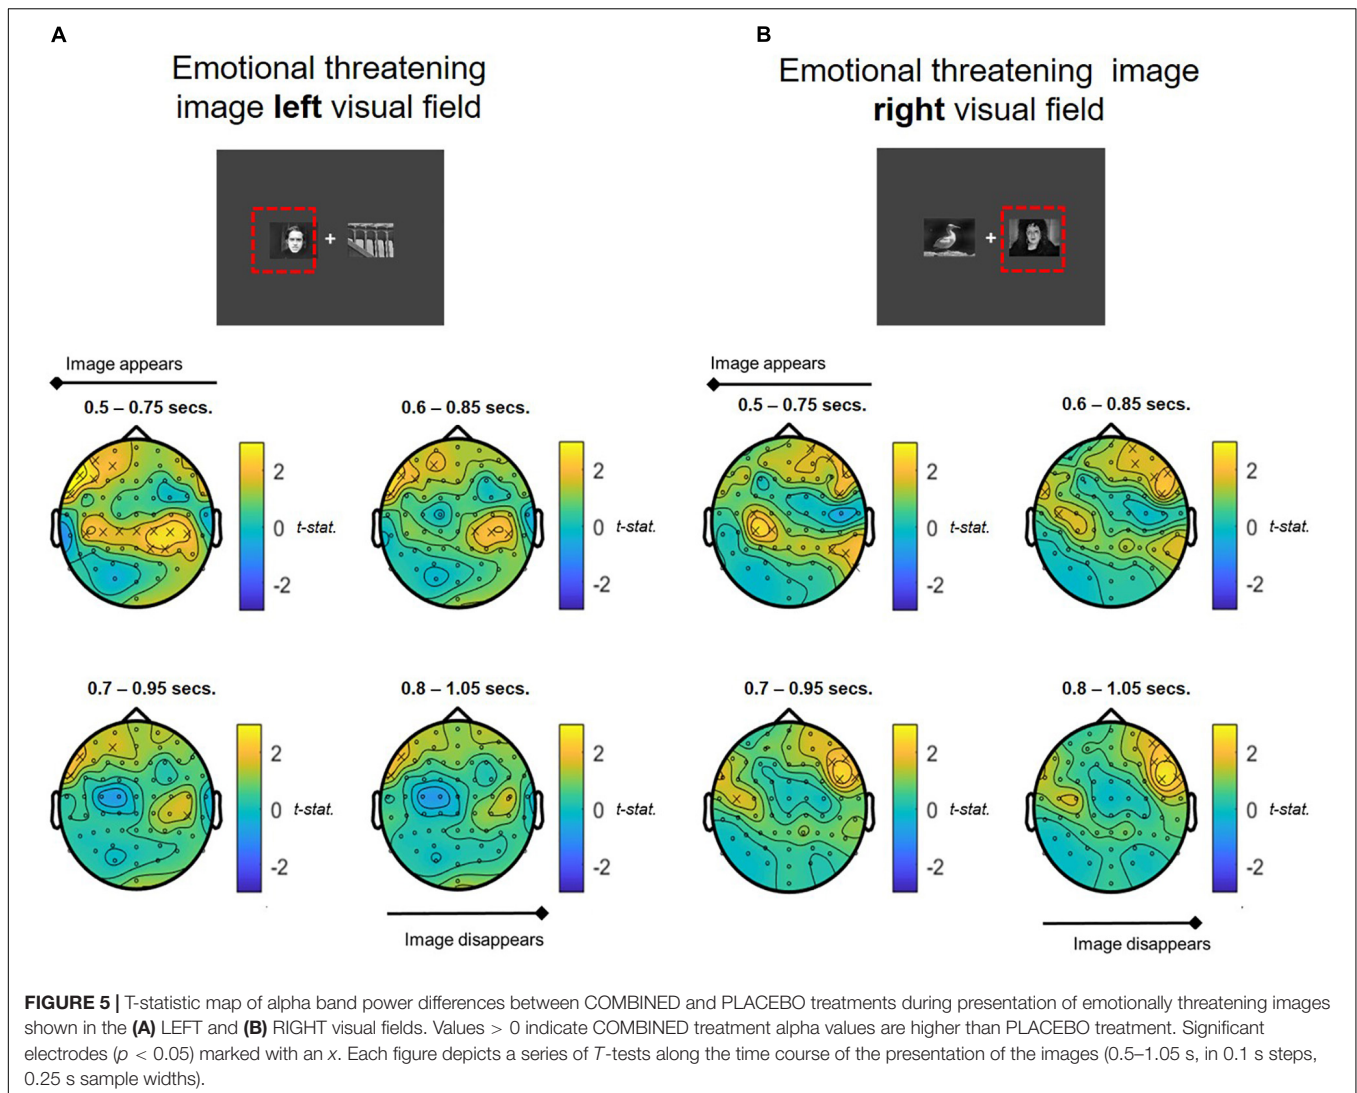 A
Emotional threatening
image left visual field
Image appears
0.5 – 0.75 secs.
2
0
-2
t-stat.
0.6 – 0.85 secs.
2
0
-2
t-stat.
0.7 – 0.95 secs.
2
0
-2
t-stat.
0.8 – 1.05 secs.
2
0
-2
t-stat.
Image disappears
B
Emotional threatening image
right visual field
Image appears
0.5 – 0.75 secs.
2
0
-2
t-stat.
0.6 – 0.85 secs.
2
0
-2
t-stat.
0.7 – 0.95 secs.
2
0
-2
t-stat.
0.8 – 1.05 secs.
2
0
-2
t-stat.
Image disappears
FIGURE 5 | T-statistic map of alpha band power differences between COMBINED and PLACEBO treatments during presentation of emotionally threatening images
shown in the (A) LEFT and (B) RIGHT visual fields. Values > 0 indicate COMBINED treatment alpha values are higher than PLACEBO treatment. Significant
electrodes (p < 0.05) marked with an x. Each figure depicts a series of T-tests along the time course of the presentation of the images (0.5–1.05 s, in 0.1 s steps,
0.25 s sample widths).